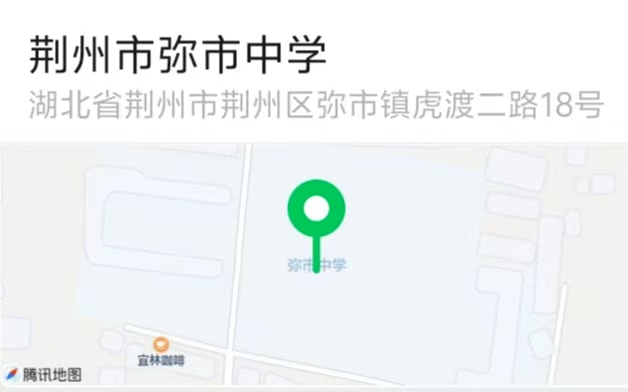 荆州市弥市中学
湖北省荆州市荆州区弥市镇虎渡二路18号
弥市中学
宜林咖啡
腾讯地图